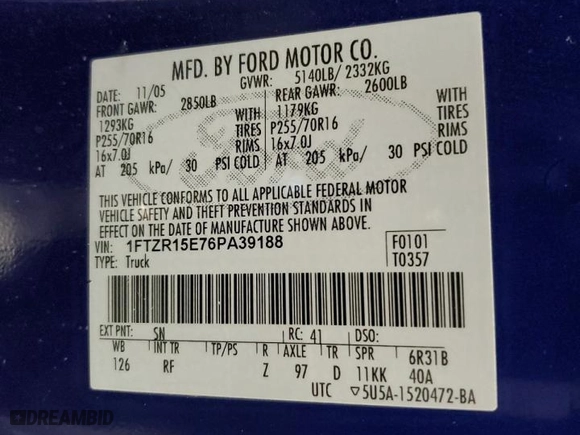 MFD. BY FORD MOTOR CO.
DATE: 11/05 GVWR: 5140LB/ 2332KG
FRONT GAWR: 2850LB REAR GAWR: 2600LB
1293KG WITH 1179KG WITH
P255/70R16 TIRES P255/70R16 TIRES
16x7.0J RIMS 16x7.0J RIMS
AT 205 kPa/ 30 PSI COLD AT 205 kPa/ 30 PSI COLD
Ford
THIS VEHICLE CONFORMS TO ALL APPLICABLE FEDERAL MOTOR
VEHICLE SAFETY AND THEFT PREVENTION STANDARDS IN
EFFECT ON THE DATE OF MANUFACTURE SHOWN ABOVE.
VIN: 1FTZR15E76PA39188 F0101
TYPE: Truck T0357
EXT PNT: SN RC: 41 DSO:
WB INT TR TP/PS R AXLE TR SPR 6R31B
126 RF Z 97 D 11KK 40A
UTC ▽5U5A-1520472-BA
DREAMBID